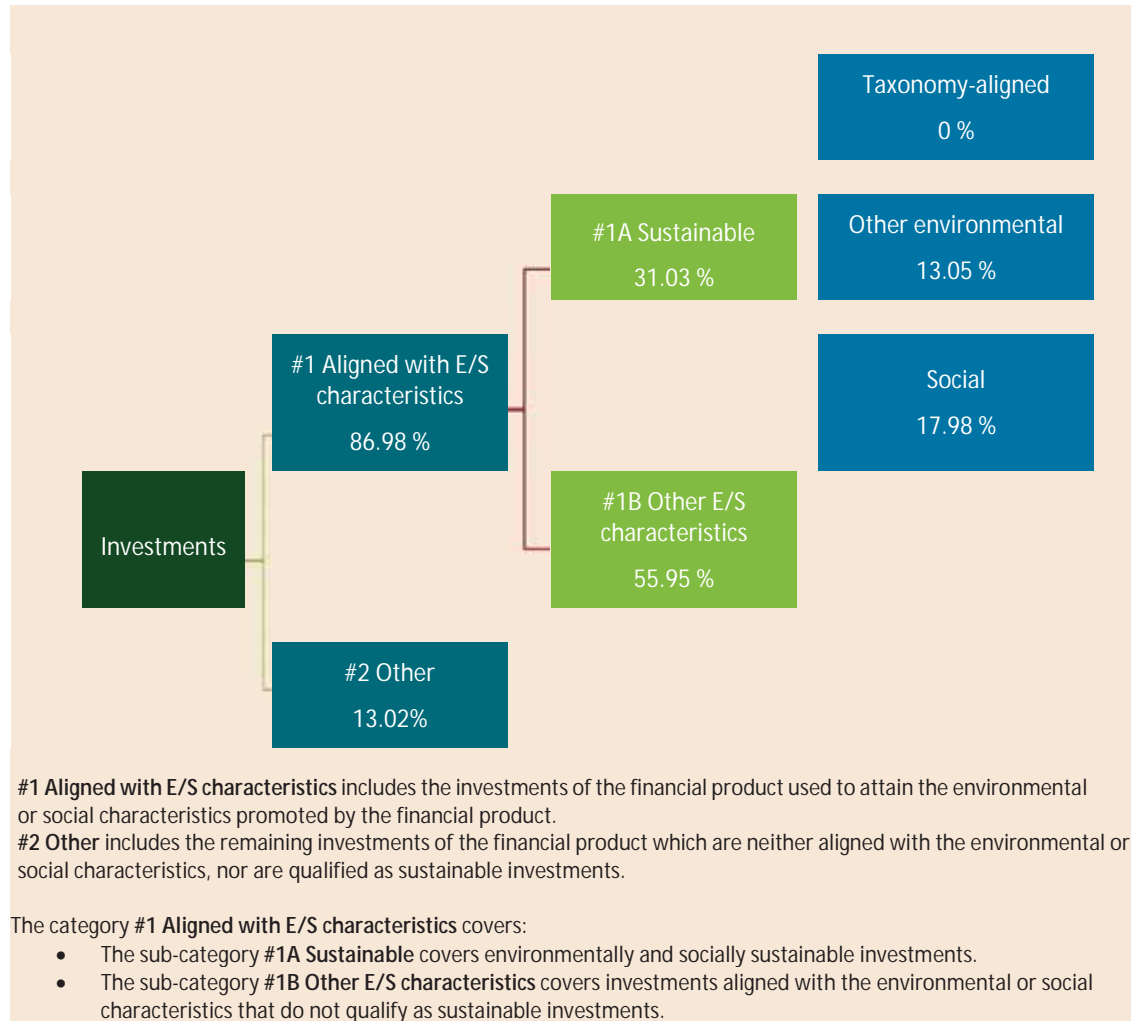 Taxonomy-aligned
0 %
#1A Sustainable
31.03 %
Other environmental
13.05 %
#1 Aligned with E/S
characteristics
86.98 %
Social
17.98 %
Investments
#1B Other E/S
characteristics
55.95 %
#2 Other
13.02%
#1 Aligned with E/S characteristics includes the investments of the financial product used to attain the environmental
or social characteristics promoted by the financial product.
#2 Other includes the remaining investments of the financial product which are neither aligned with the environmental or
social characteristics, nor are qualified as sustainable investments.
The category #1 Aligned with E/S characteristics covers:
• The sub-category #1A Sustainable covers environmentally and socially sustainable investments.
• The sub-category #1B Other E/S characteristics covers investments aligned with the environmental or social
characteristics that do not qualify as sustainable investments.